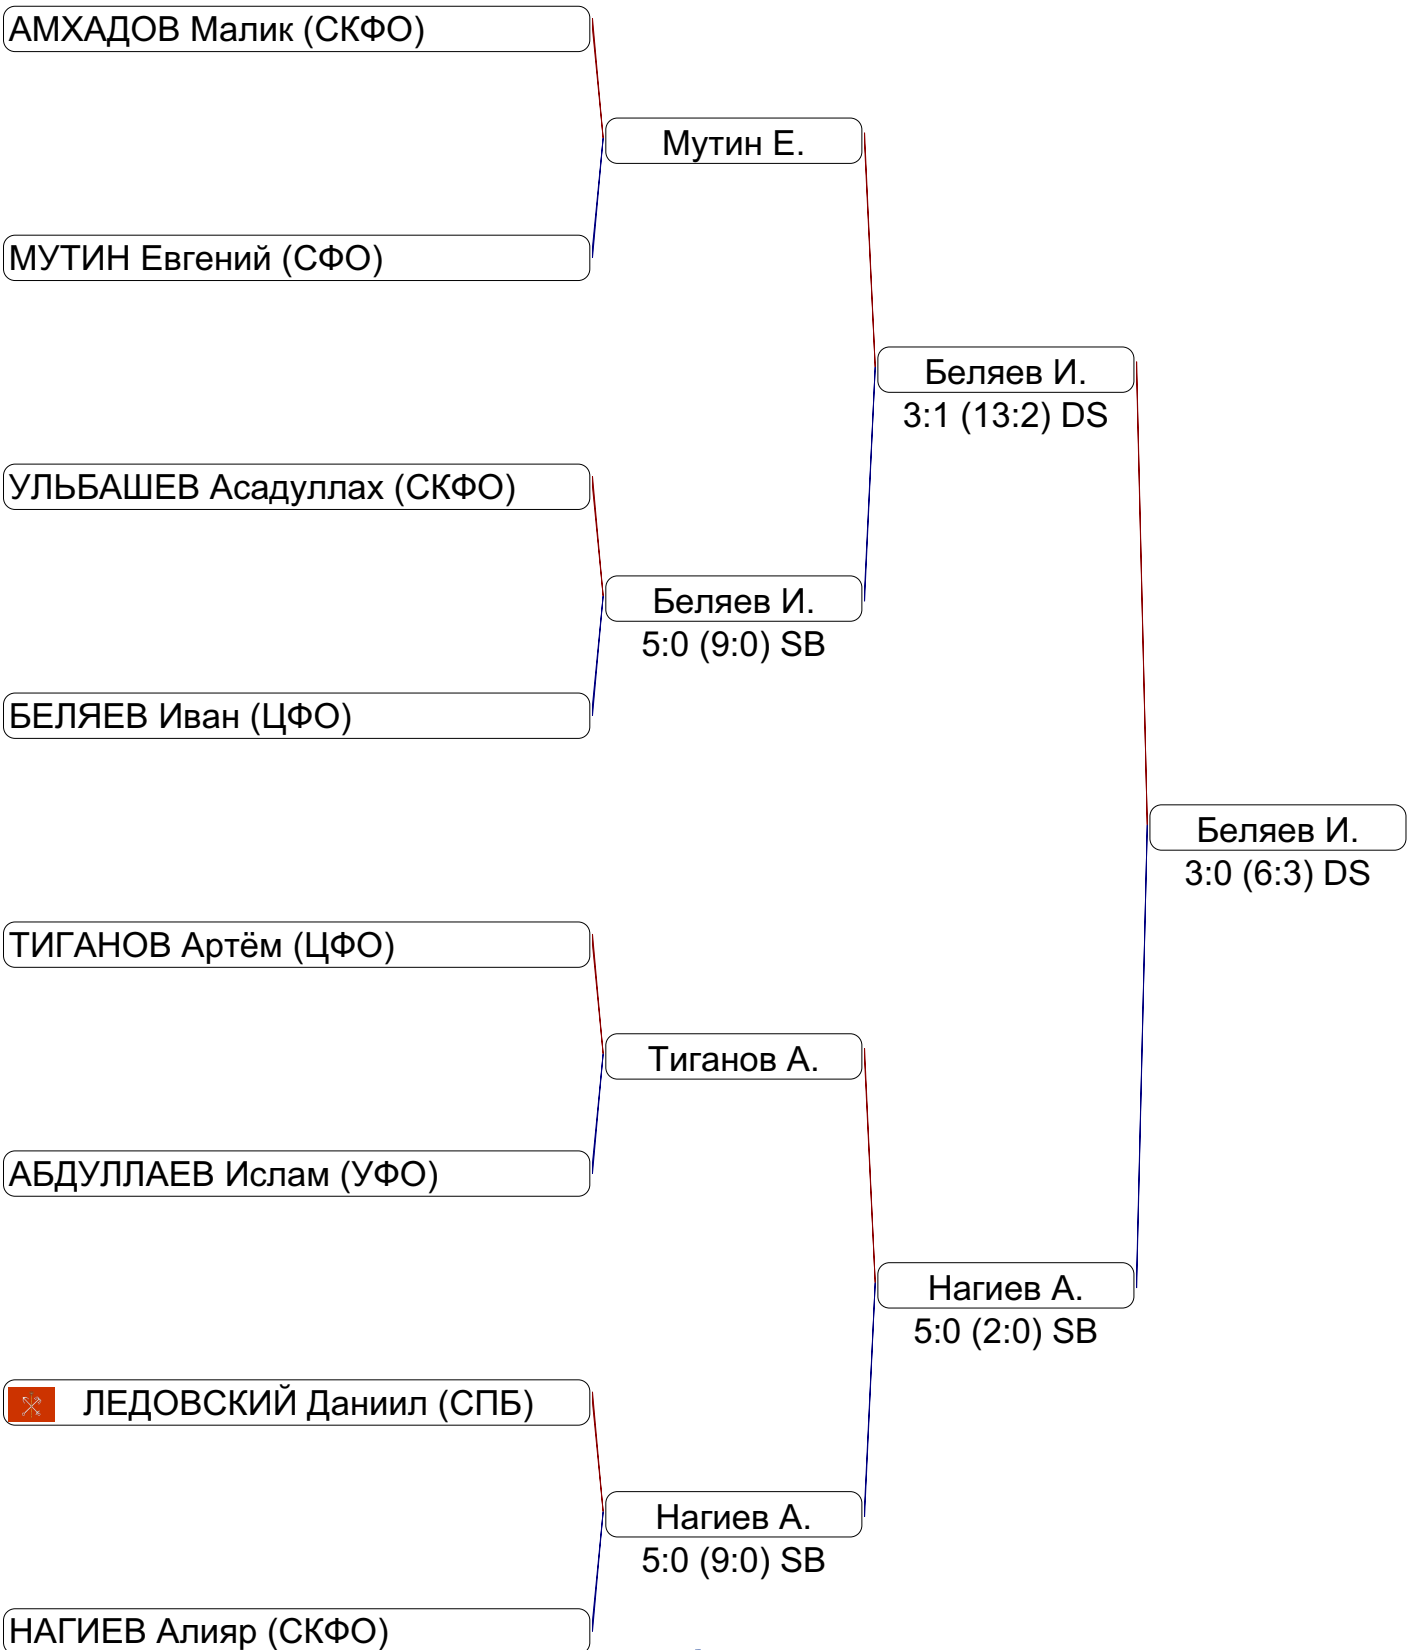 АМХАДОВ Малик (СКФО)
Мутин Е.
МУТИН Евгений (СФО)
Беляев И.
3:1 (13:2) DS
УЛЬБАШЕВ Асадуллах (СКФО)
Беляев И.
5:0 (9:0) SB
БЕЛЯЕВ Иван (ЦФО)
Беляев И.
3:0 (6:3) DS
ТИГАНОВ Артём (ЦФО)
Тиганов А.
АБДУЛЛАЕВ Ислам (УФО)
Нагиев А.
5:0 (2:0) SB
ЛЕДОВСКИЙ Даниил (СПБ)
Нагиев А.
5:0 (9:0) SB
НАГИЕВ Алияр (СКФО)